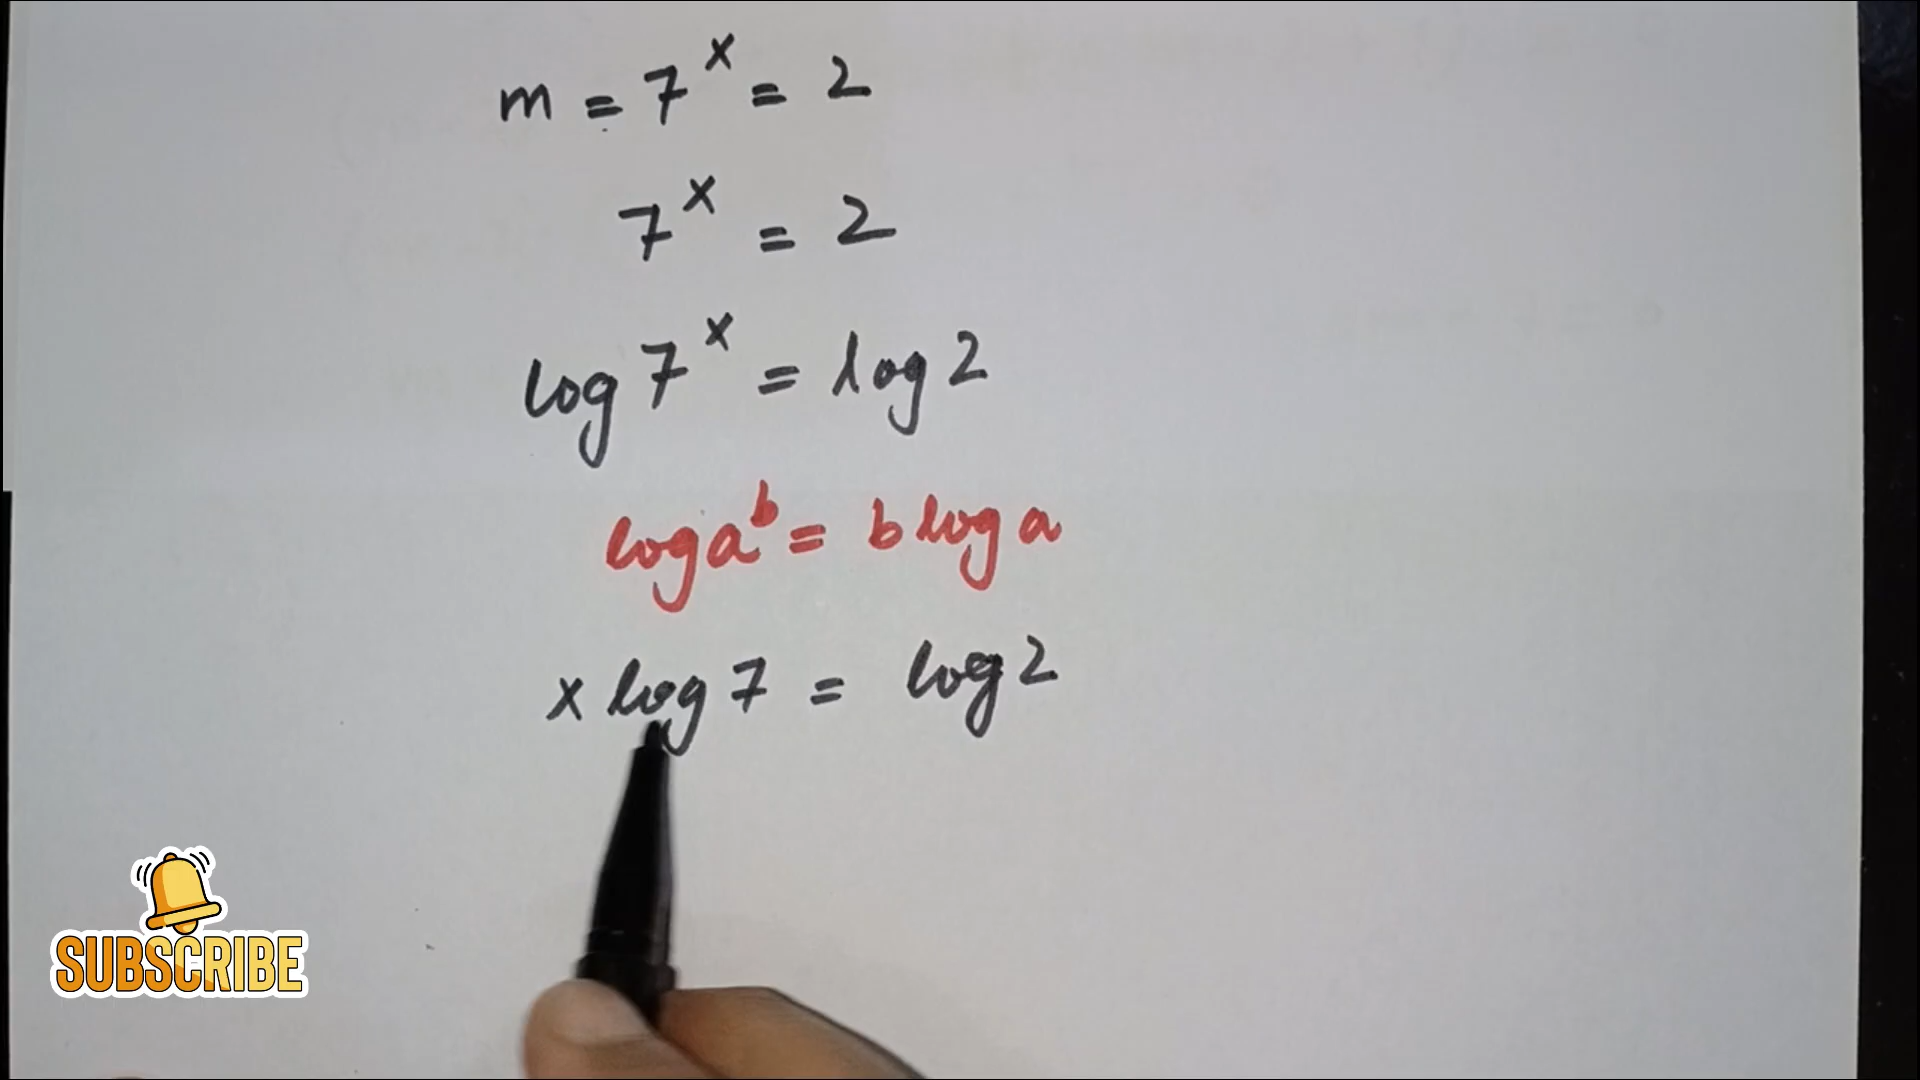 m = 7^x = 2
7^x = 2
log 7^x = log 2
log a^b = b log a
x log 7 = log 2
SUBSCRIBE